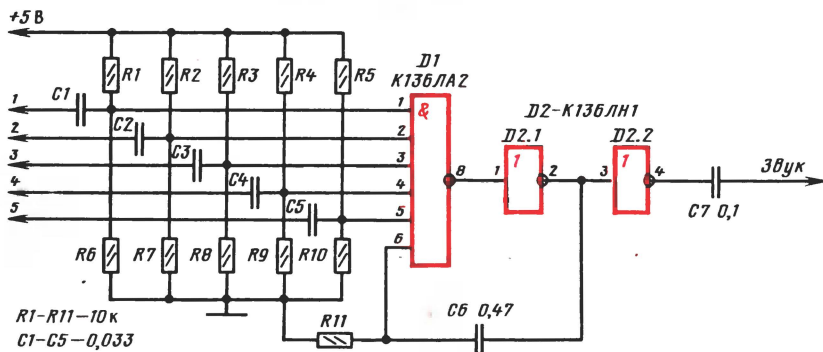 +5 В
R1
R2
R3
R4
R5
D1
К136ЛА2
1
C1
1
&
2
C2
2
D2-К136ЛН1
3
C3
3
D2.1
D2.2
4
C4
4
8
1
1
2
3
1
4
Звук
5
C5
5
C7 0,1
6
R6
R7
R8
R9
R10
R1-R11-10к
C1-C5-0,033
R11
C6 0,47